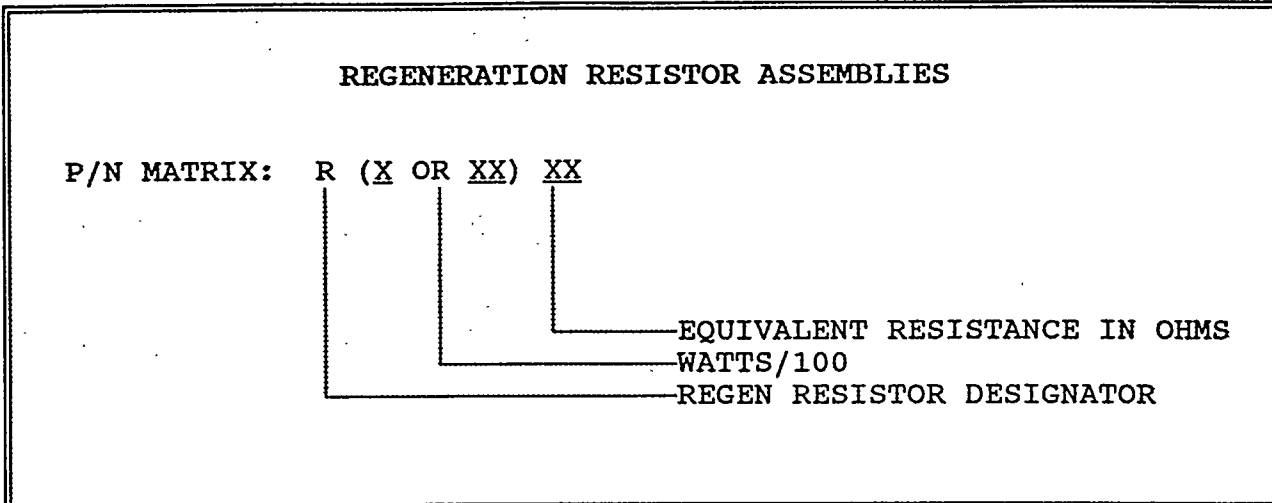 REGENERATION RESISTOR ASSEMBLIES
P/N MATRIX: R (X OR XX) XX
EQUIVALENT RESISTANCE IN OHMS
WATTS/100
REGEN RESISTOR DESIGNATOR